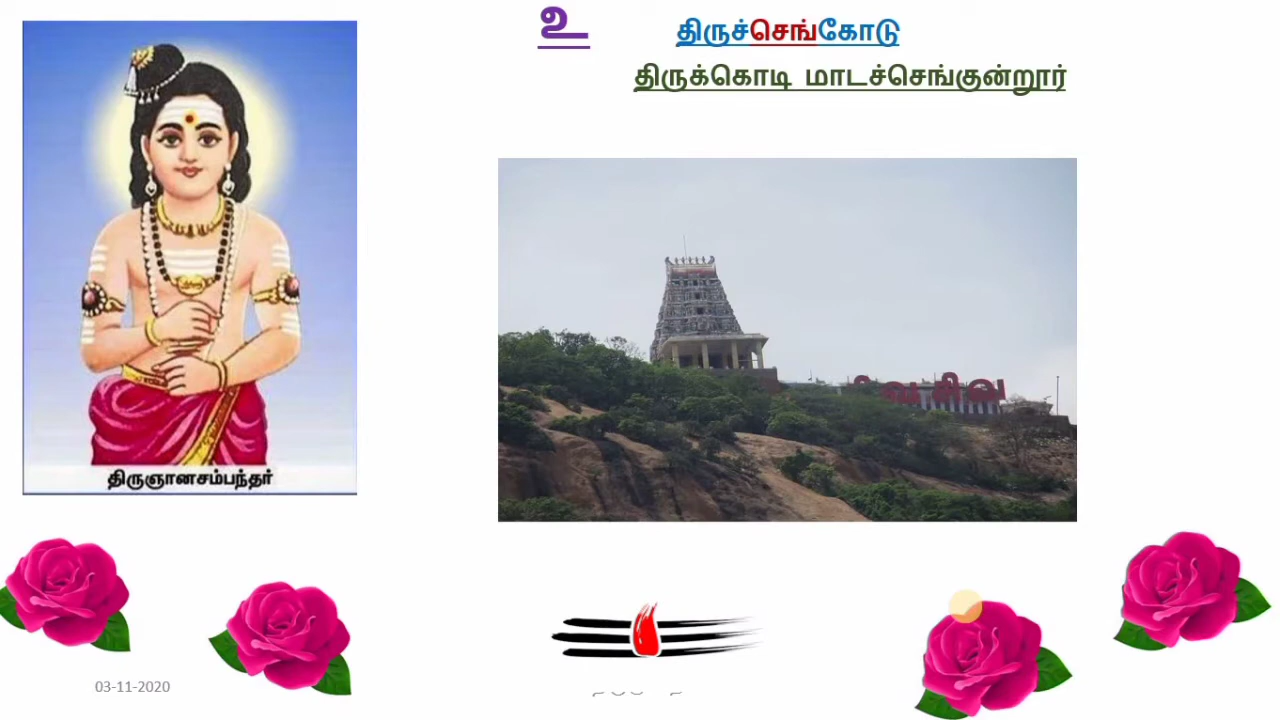 உ
திருச்செங்கோடு
திருக்கொடி மாடச்செங்குன்றூர்
சிவ சிவ
திருஞானசம்பந்தர்
03-11-2020